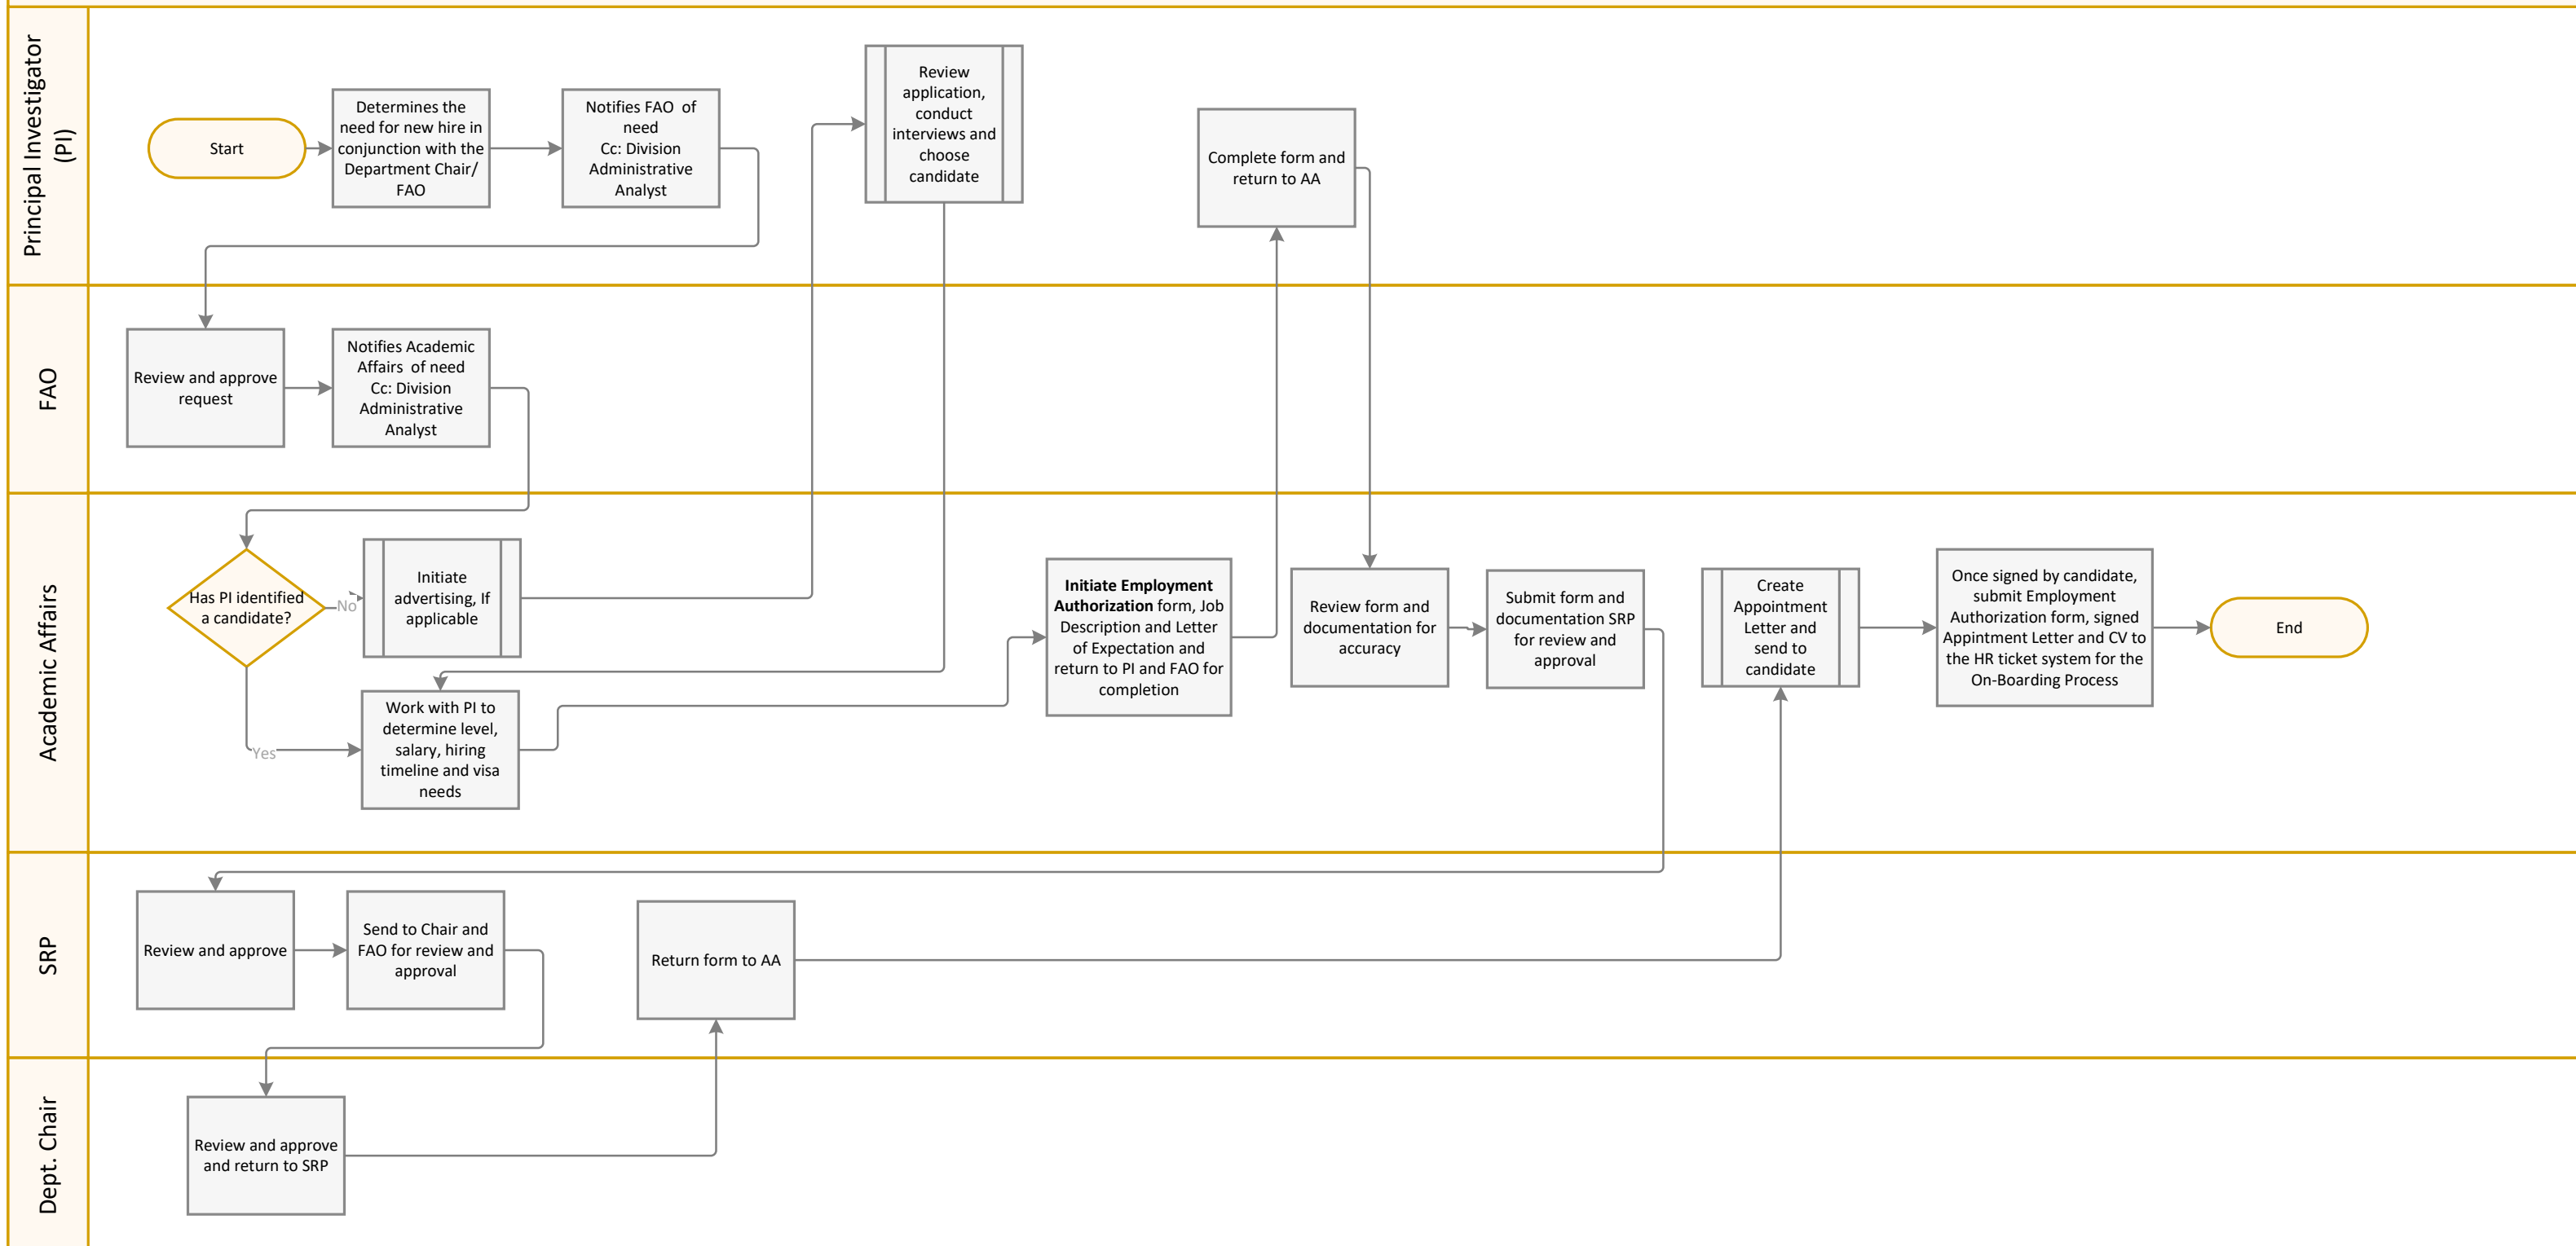 Principal Investigator
(PI)
Start
Determines the
need for new hire in
conjunction with the
Department Chair/
FAO
Notifies FAO  of
need
Cc: Division
Administrative
Analyst
Review
application,
conduct
interviews and
choose
candidate
Complete form and
return to AA
FAO
Review and approve
request
Notifies Academic
Affairs  of need
Cc: Division
Administrative
Analyst
Academic Affairs
Has PI identified
a candidate?
No
Yes
Initiate
advertising, If
applicable
Work with PI to
determine level,
salary, hiring
timeline and visa
needs
Initiate Employment
Authorization form, Job
Description and Letter
of Expectation and
return to PI and FAO for
completion
Review form and
documentation for
accuracy
Submit form and
documentation SRP
for review and
approval
Create
Appointment
Letter and
send to
candidate
Once signed by candidate,
submit Employment
Authorization form, signed
Appintment Letter and CV to
the HR ticket system for the
On-Boarding Process
End
SRP
Review and approve
Send to Chair and
FAO for review and
approval
Return form to AA
Dept. Chair
Review and approve
and return to SRP